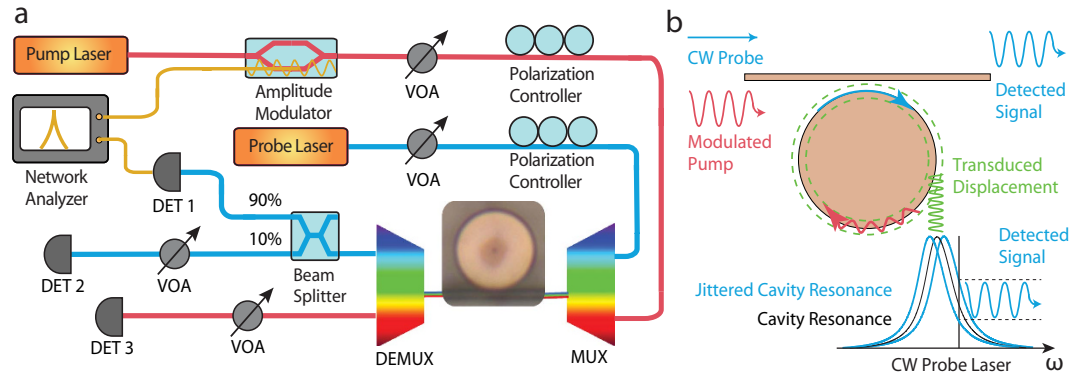 a
Pump Laser
Amplitude
Modulator
VOA
Polarization
Controller
Network
Analyzer
Probe Laser
VOA
Polarization
Controller
DET 1
90%
10%
Beam
Splitter
DET 2
VOA
DET 3
VOA
DEMUX
MUX
b
CW Probe
Detected
Signal
Modulated
Pump
Transduced
Displacement
Detected
Signal
Jittered Cavity Resonance
Cavity Resonance
CW Probe Laser
ω